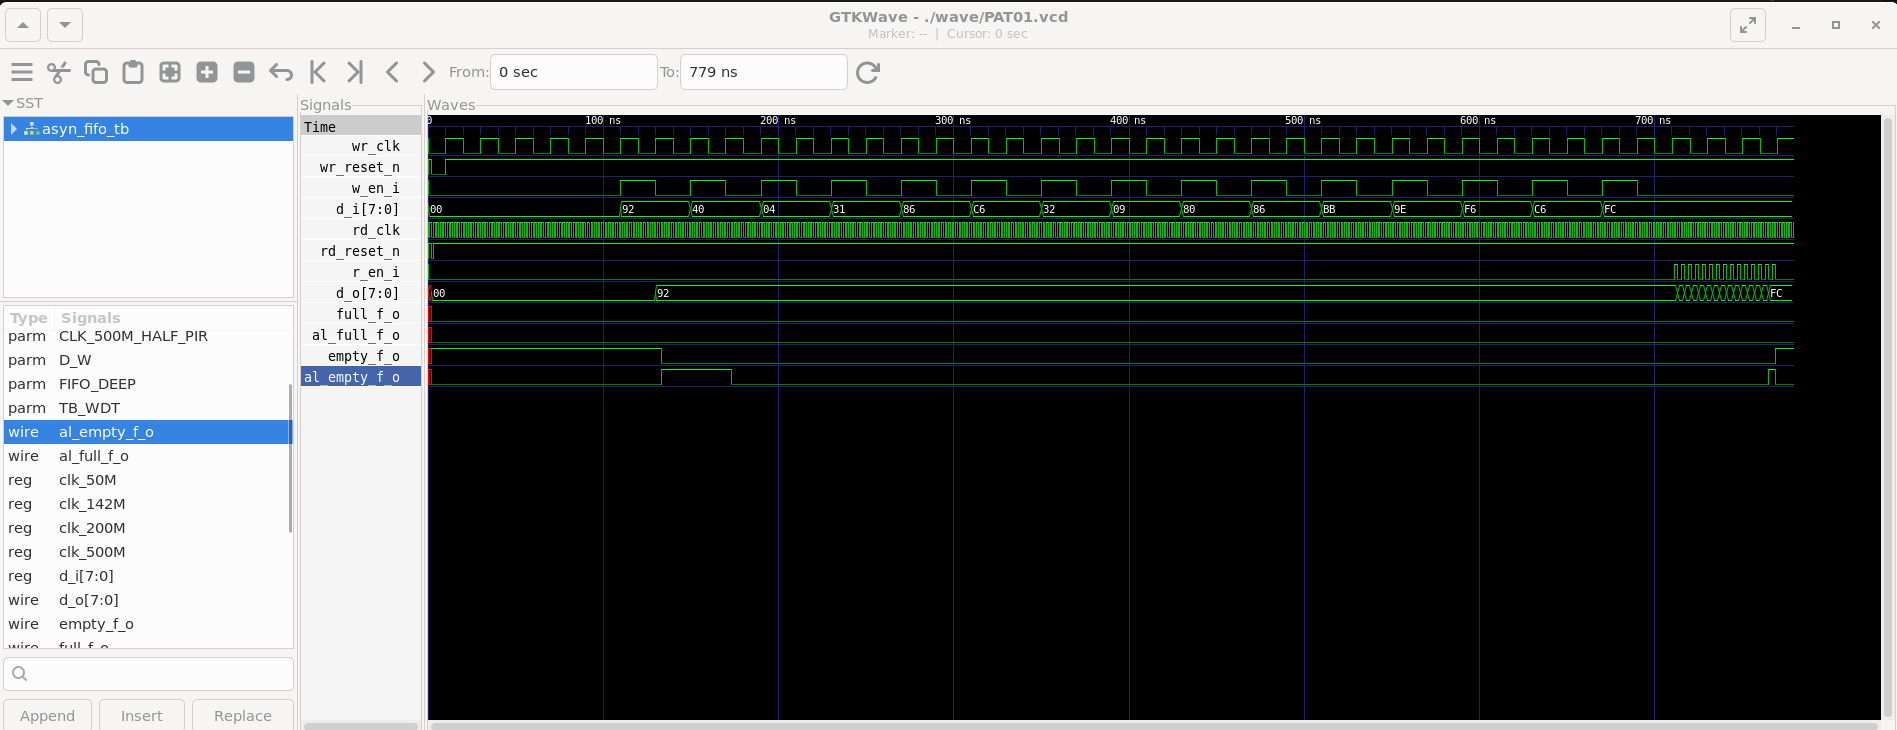 GTKWave - ./wave/PAT01.vcd
Marker: -- | Cursor: 0 sec
From: 0 sec To: 779 ns
SST
asyn_fifo_tb
Type Signals
parm CLK_500M_HALF_PIR
parm D_W
parm FIFO_DEEP
parm TB_WDT
wire al_empty_f_o
wire al_full_f_o
reg clk_50M
reg clk_142M
reg clk_200M
reg clk_500M
reg d_i[7:0]
wire d_o[7:0]
wire empty_f_o
wire full_f_o
Append Insert Replace
Signals
Time
wr_clk
wr_reset_n
w_en_i
d_i[7:0]
rd_clk
rd_reset_n
r_en_i
d_o[7:0]
full_f_o
al_full_f_o
empty_f_o
al_empty_f_o
Waves
0 100 ns 200 ns 300 ns 400 ns 500 ns 600 ns 700 ns
00 92 40 04 31 86 C6 32 09 80 86 BB 9E F6 C6 FC
00 92 FC